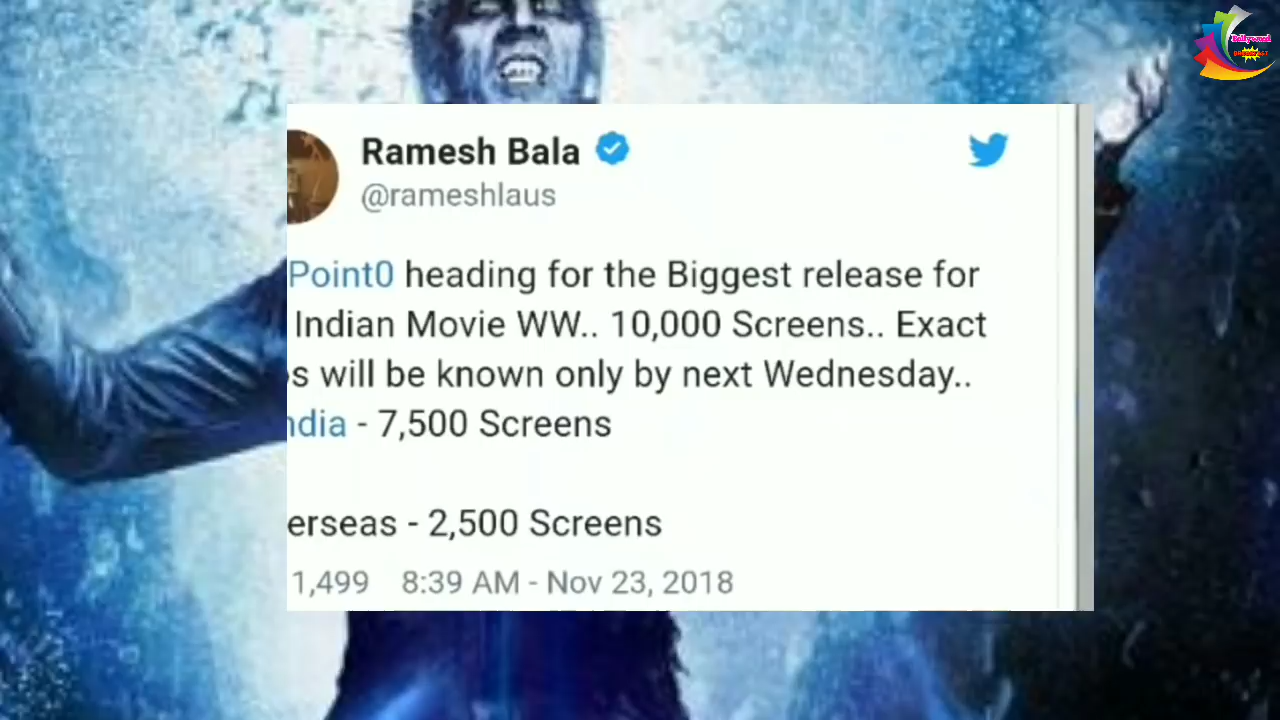 Ramesh Bala
@rameshlaus
Point0 heading for the Biggest release for
Indian Movie WW.. 10,000 Screens.. Exact
s will be known only by next Wednesday..
ndia - 7,500 Screens
erseas - 2,500 Screens
1,499 8:39 AM - Nov 23, 2018